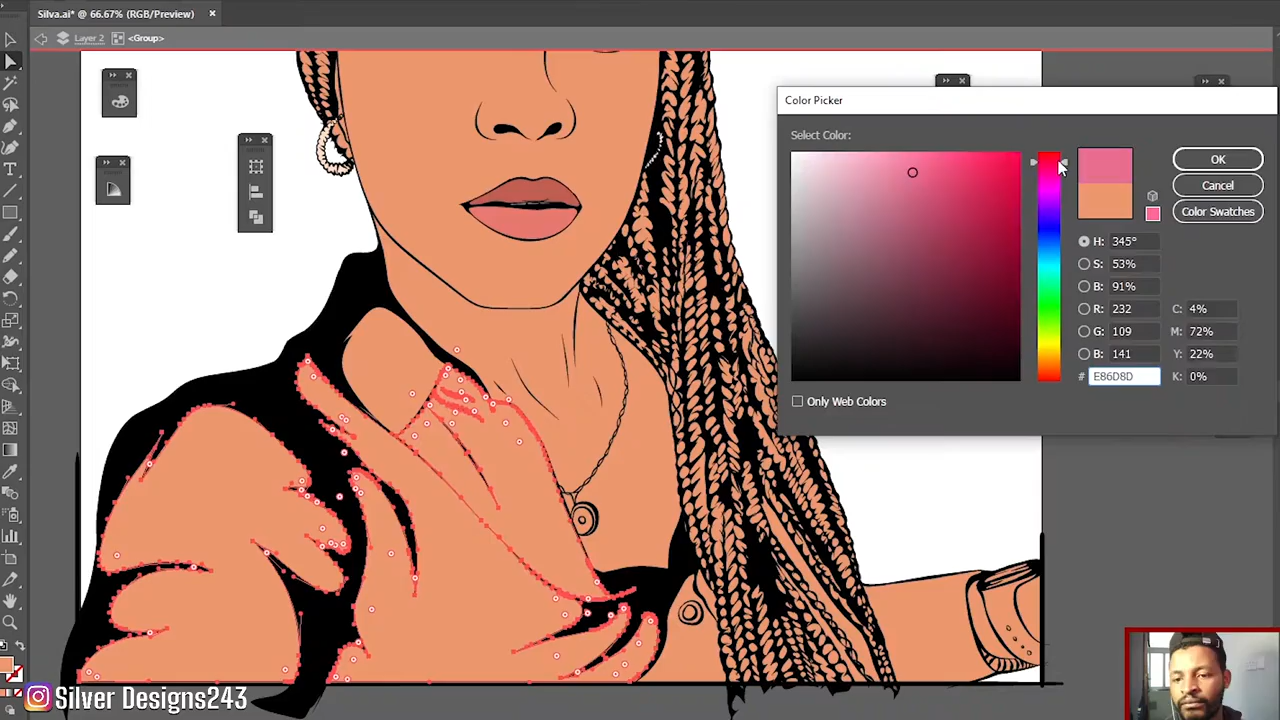 Silva.ai* @ 66.67% (RGB/Preview)
Layer 2
<Group>
Color Picker
Select Color:
OK
Cancel
Color Swatches
H: 345°
S: 53%
B: 91%
R: 232
C: 4%
G: 109
M: 72%
B: 141
Y: 22%
# E86D8D
K: 0%
Only Web Colors
Silver Designs243